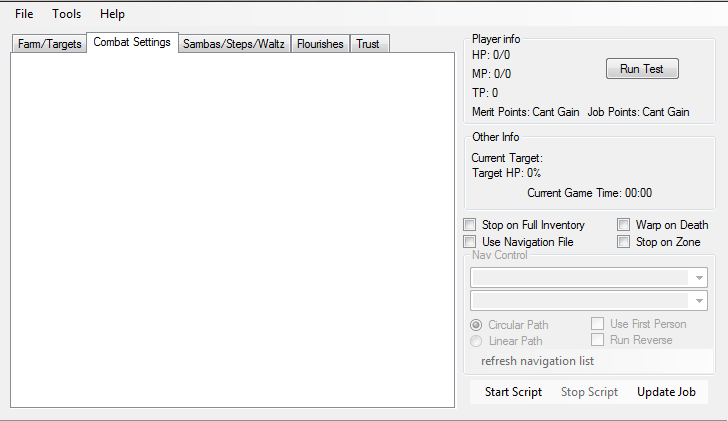 File Tools Help
Farm/Targets Combat Settings Sambas/Steps/Waltz Flourishes Trust
Player info
HP: 0/0
MP: 0/0
Run Test
TP: 0
Merit Points: Cant Gain Job Points: Cant Gain
Other Info
Current Target:
Target HP: 0%
Current Game Time: 00:00
Stop on Full Inventory Warp on Death
Use Navigation File Stop on Zone
Nav Control
Circular Path Use First Person
Linear Path Run Reverse
refresh navigation list
Start Script Stop Script Update Job